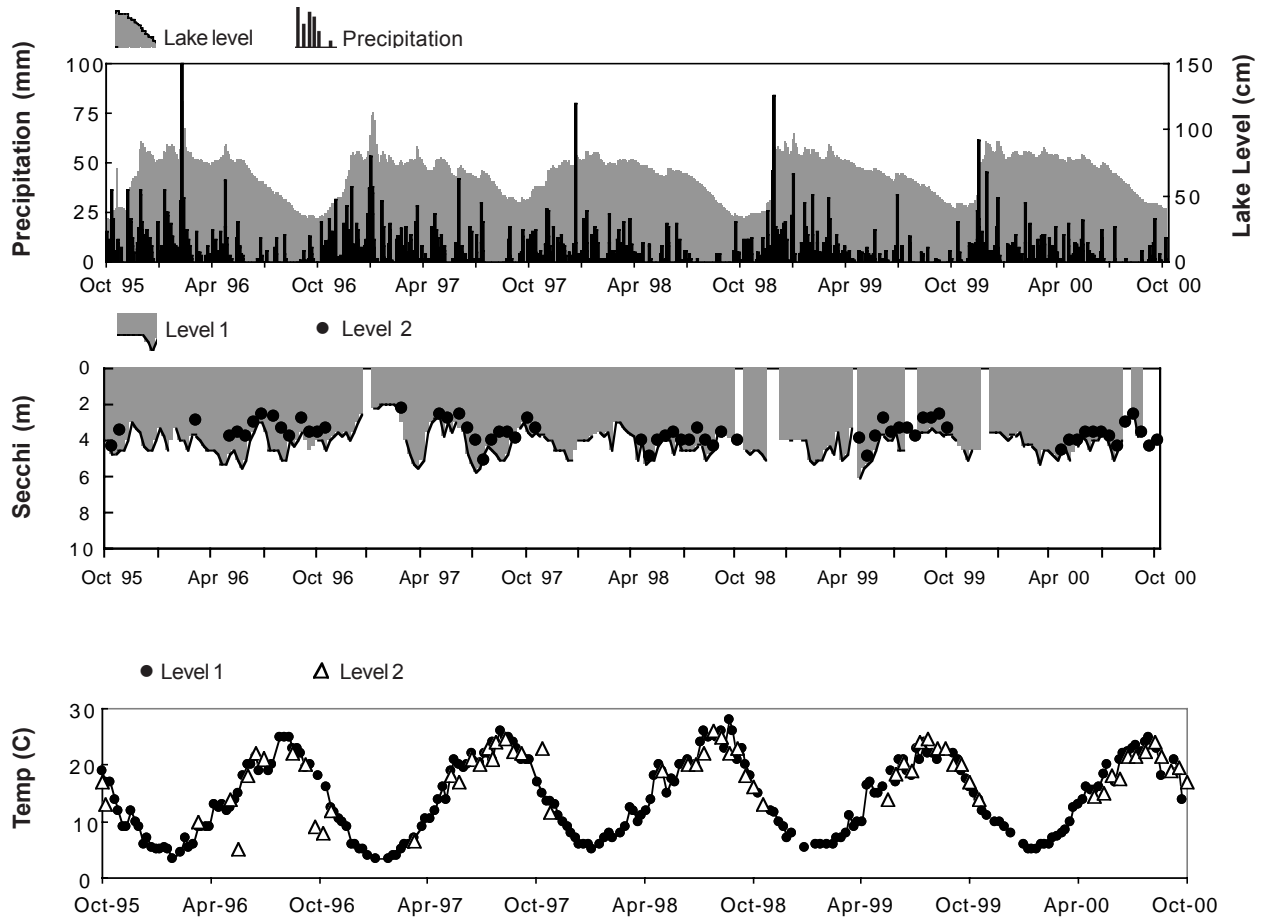 Lake level Precipitation
Precipitation (mm)
100
75
50
25
0
150
100
50
0
Lake Level (cm)
Oct 95 Apr 96 Oct 96 Apr 97 Oct 97 Apr 98 Oct 98 Apr 99 Oct 99 Apr 00 Oct 00
Level 1 Level 2
Secchi (m)
0
2
4
6
8
10
Oct 95 Apr 96 Oct 96 Apr 97 Oct 97 Apr 98 Oct 98 Apr 99 Oct 99 Apr 00 Oct 00
Level 1 Level 2
Temp (C)
30
20
10
0
Oct-95 Apr-96 Oct-96 Apr-97 Oct-97 Apr-98 Oct-98 Apr-99 Oct-99 Apr-00 Oct-00